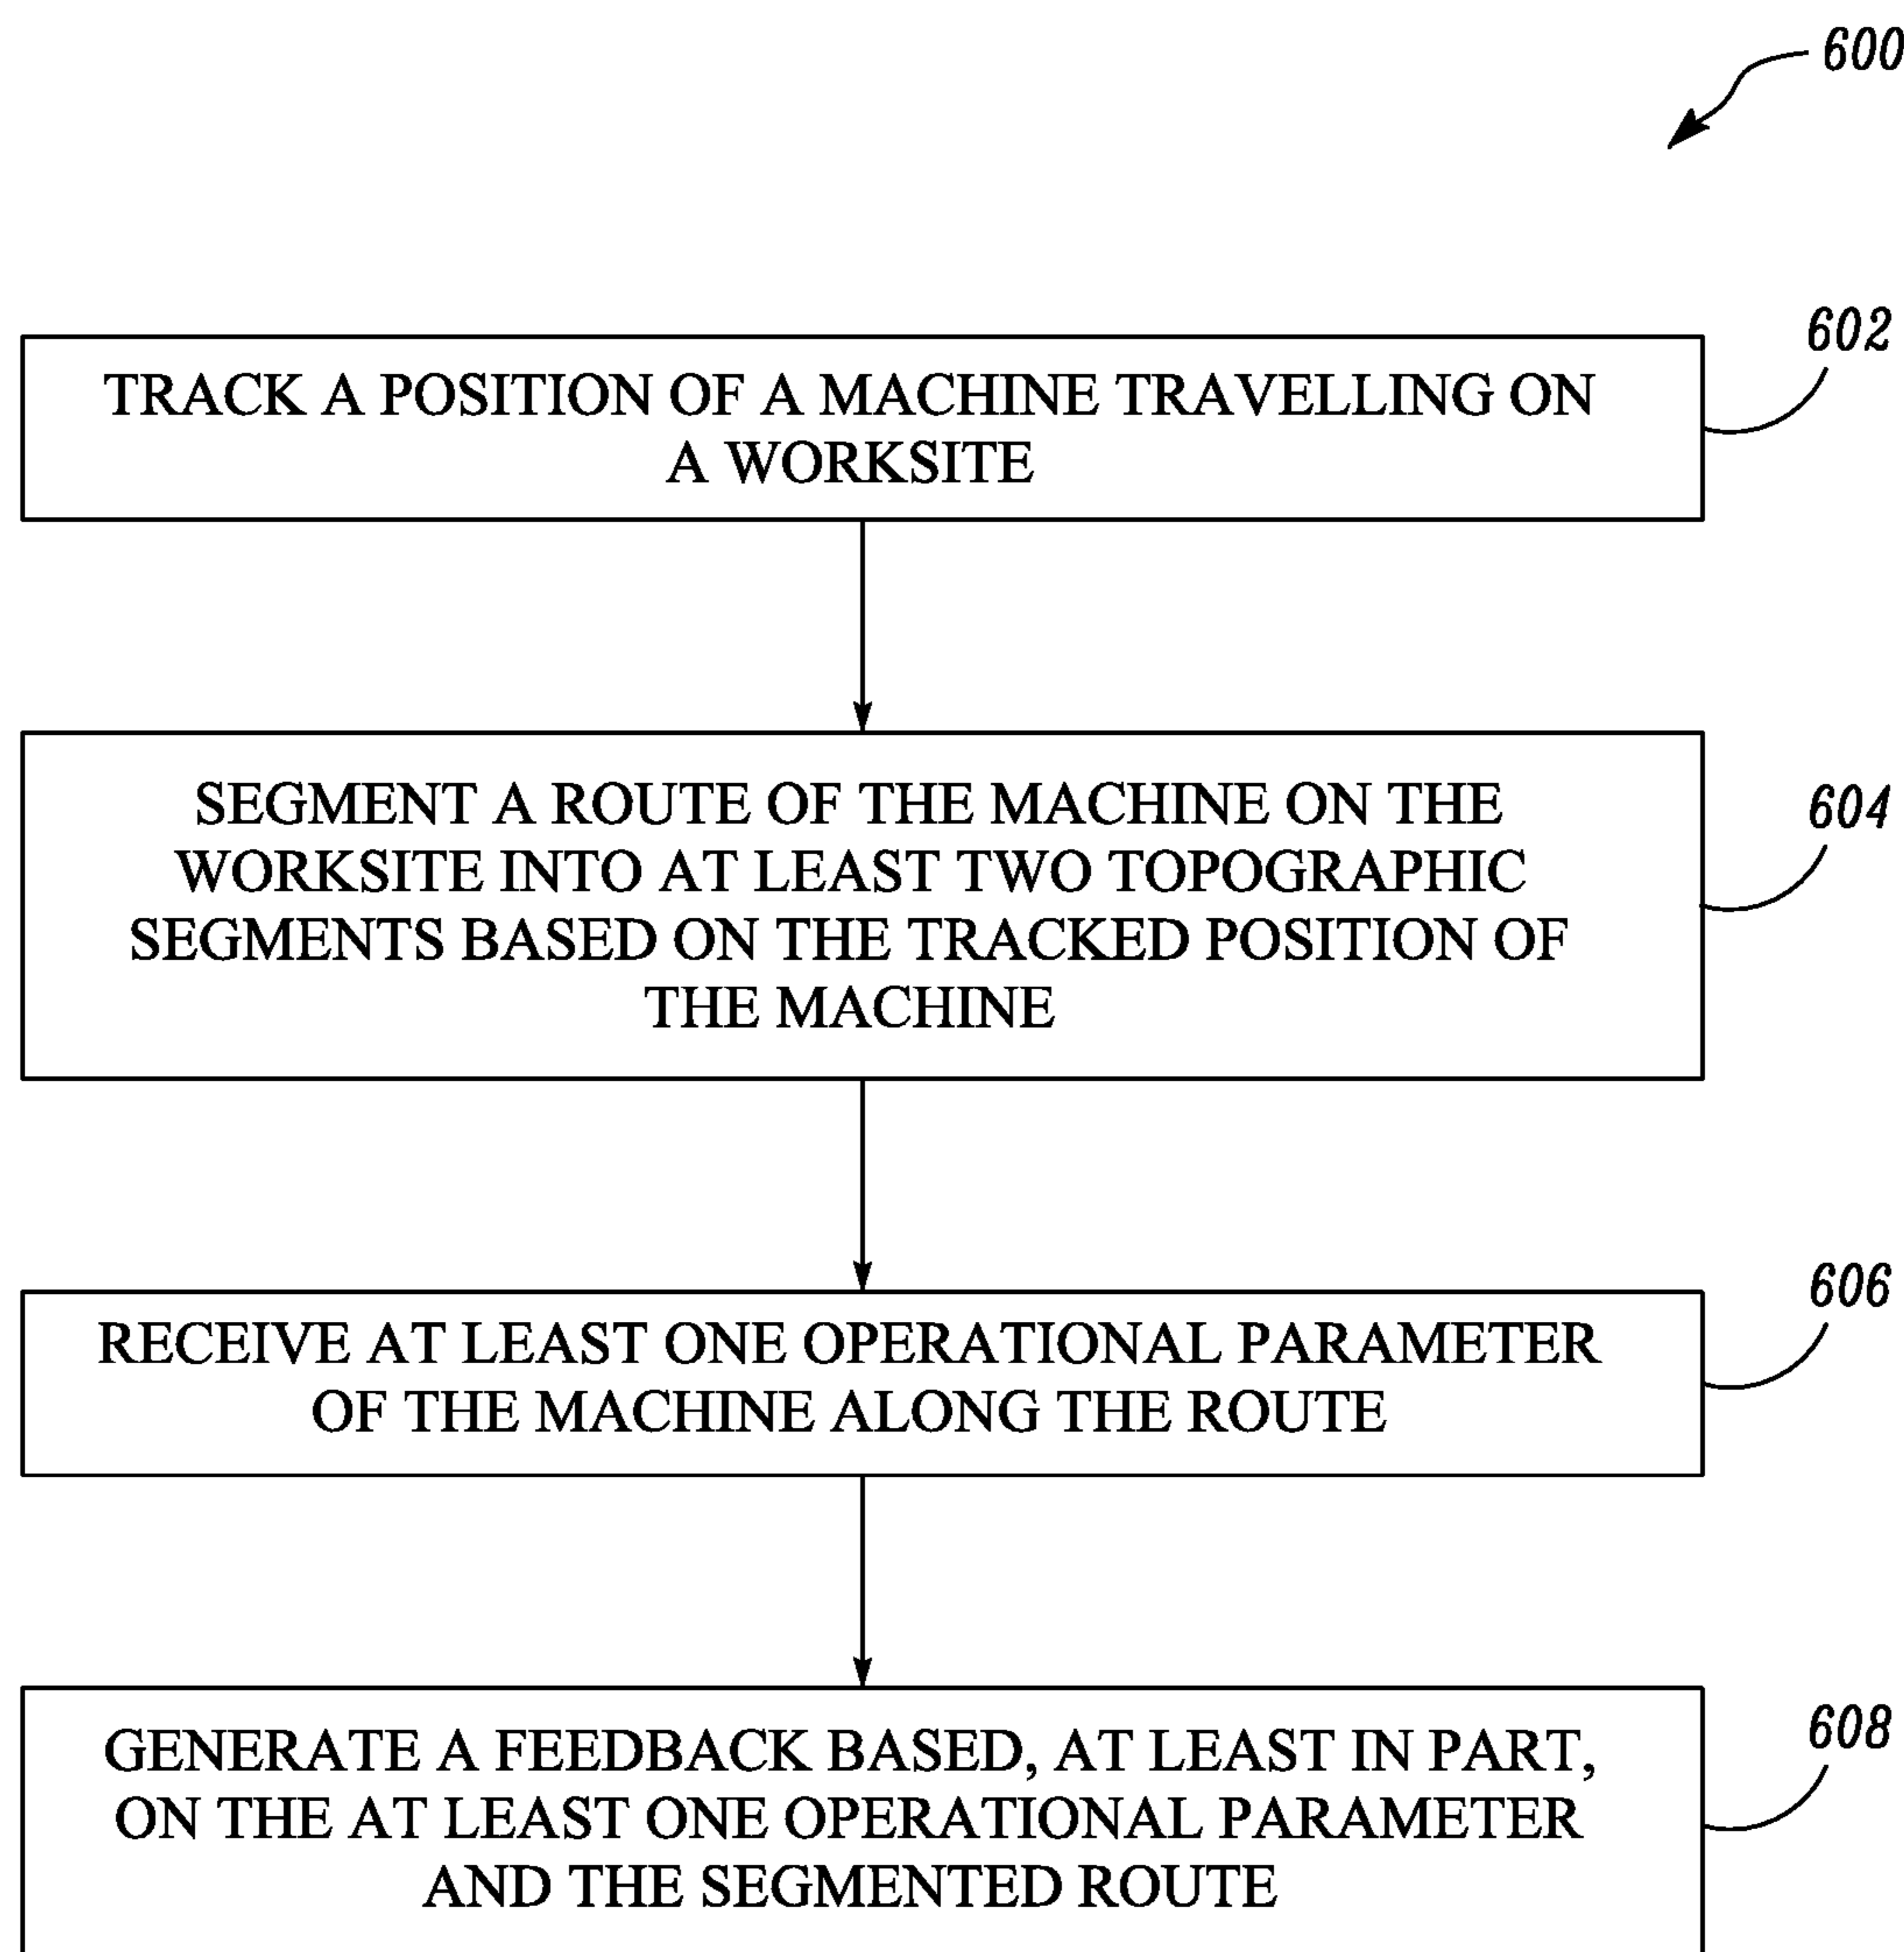 600
602
TRACK A POSITION OF A MACHINE TRAVELLING ON
A WORKSITE
604
SEGMENT A ROUTE OF THE MACHINE ON THE
WORKSITE INTO AT LEAST TWO TOPOGRAPHIC
SEGMENTS BASED ON THE TRACKED POSITION OF
THE MACHINE
606
RECEIVE AT LEAST ONE OPERATIONAL PARAMETER
OF THE MACHINE ALONG THE ROUTE
608
GENERATE A FEEDBACK BASED, AT LEAST IN PART,
ON THE AT LEAST ONE OPERATIONAL PARAMETER
AND THE SEGMENTED ROUTE